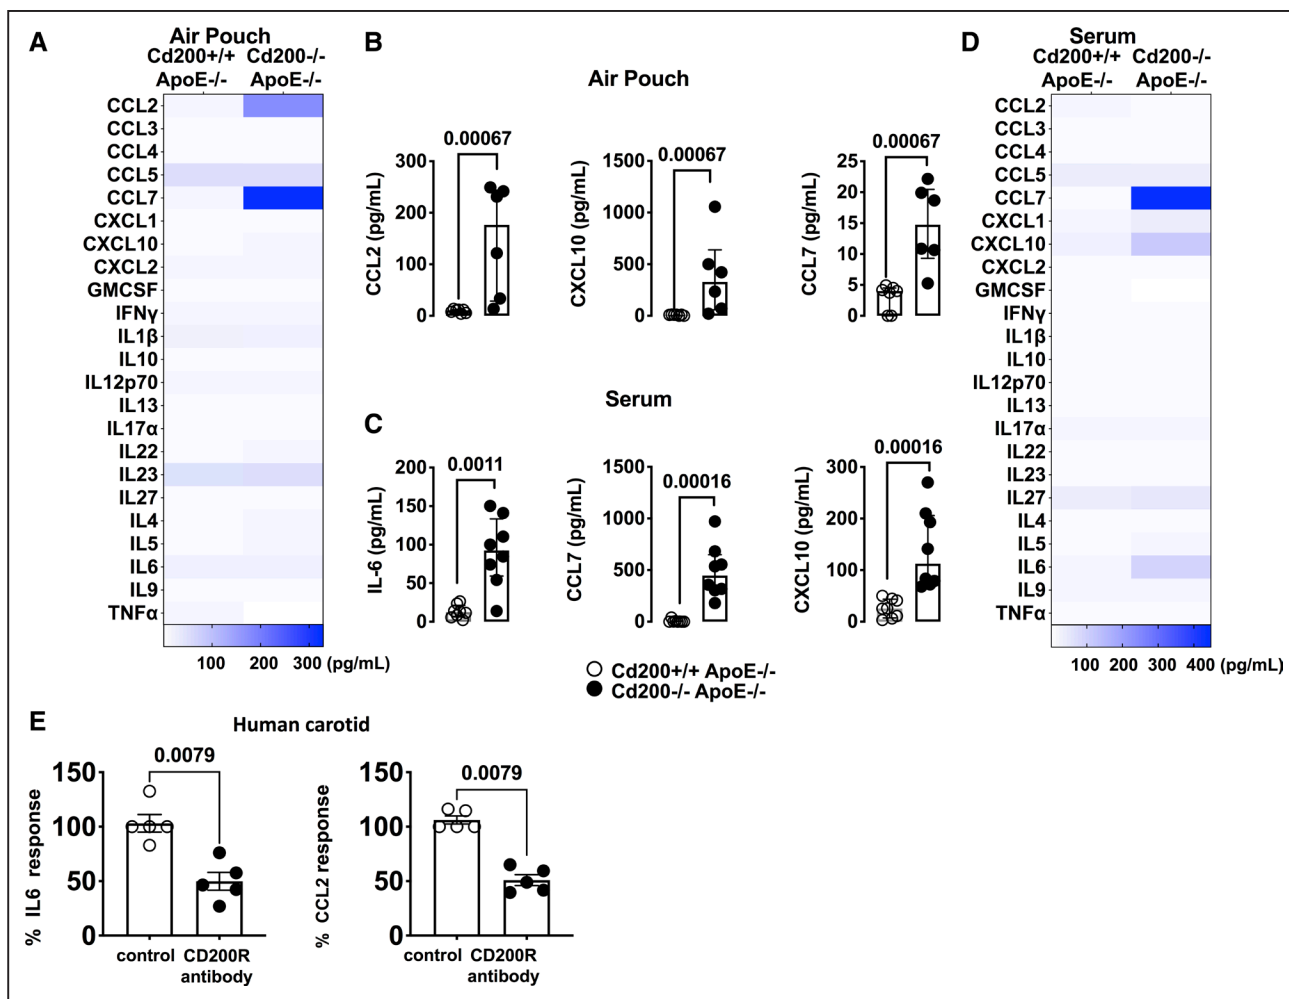 A
Air Pouch
Cd200+/+ Cd200-/-
ApoE-/- ApoE-/-
CCL2
CCL3
CCL4
CCL5
CCL7
CXCL1
CXCL10
CXCL2
GMCSF
IFNγ
IL1β
IL10
IL12p70
IL13
IL17α
IL22
IL23
IL27
IL4
IL5
IL6
IL9
TNFα
100 200 300 (pg/mL)
B
Air Pouch
0.00067
CCL2 (pg/mL)
300
200
100
0
0.00067
CXCL10 (pg/mL)
1500
1000
500
0
0.00067
CCL7 (pg/mL)
25
20
15
10
5
0
C
Serum
0.0011
IL-6 (pg/mL)
200
150
100
50
0
0.00016
CCL7 (pg/mL)
1500
1000
500
0
0.00016
CXCL10 (pg/mL)
300
200
100
0
Cd200+/+ ApoE-/-
Cd200-/- ApoE-/-
D
Serum
Cd200+/+ Cd200-/-
ApoE-/- ApoE-/-
CCL2
CCL3
CCL4
CCL5
CCL7
CXCL1
CXCL10
CXCL2
GMCSF
IFNγ
IL1β
IL10
IL12p70
IL13
IL17α
IL22
IL23
IL27
IL4
IL5
IL6
IL9
TNFα
100 200 300 400 (pg/mL)
E
Human carotid
0.0079
% IL6 response
150
100
50
0
control CD200R
antibody
0.0079
% CCL2 response
150
100
50
0
control CD200R
antibody